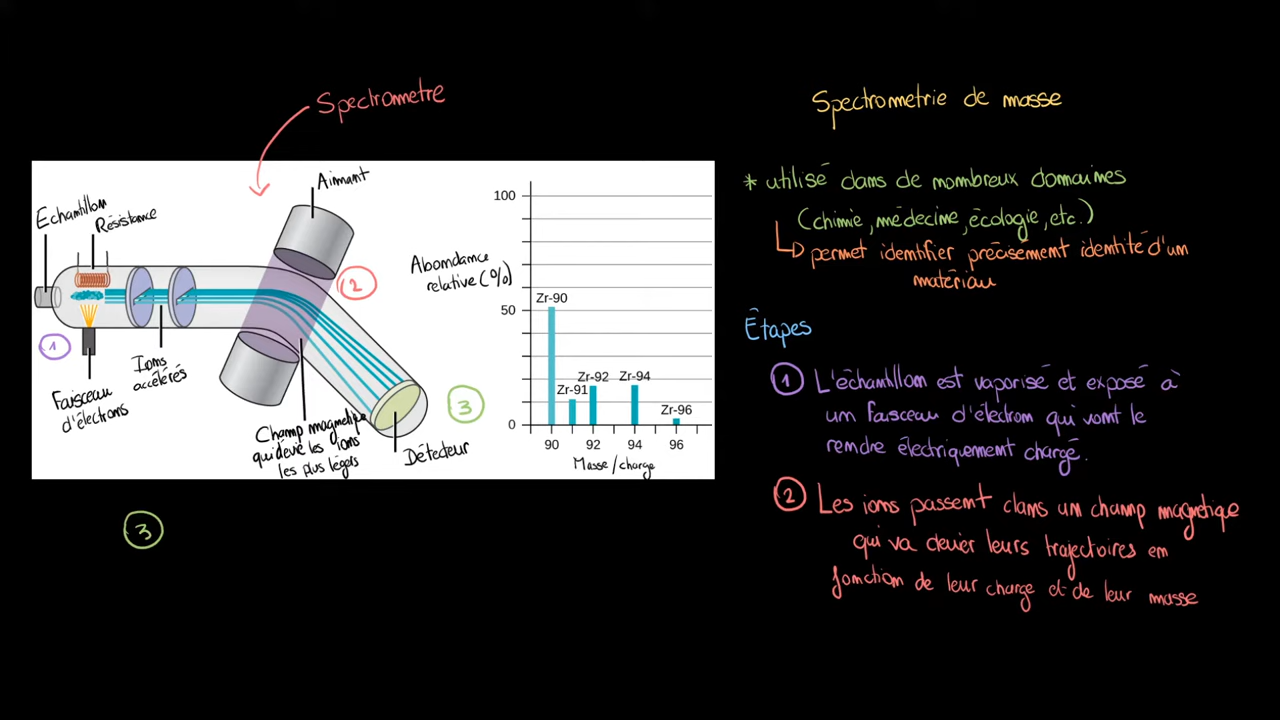 Spectrometre
Echantillon
Résistance
Aimant
1
2
3
Faisceau
d'électrons
Ions
accélérés
Champ magnetique
qui dévie les ions
les plus légers
Détecteur
Abondance
relative (%)
100
50
0
Zr-90
Zr-91
Zr-92
Zr-94
Zr-96
90
92
94
96
Masse/charge
3
Spectrometrie de masse
* utilisé dans de nombreux domaines
(chimie, médecine, écologie, etc.)
permet identifier précisément identité d'un
matériau
Étapes
1 L'échantillon est vaporisé et exposé à
un faisceau d'électron qui vont le
rendre électriquement chargé.
2 Les ions passent dans un champ magnetique
qui va devier leurs trajectoires en
fonction de leur charge et de leur masse